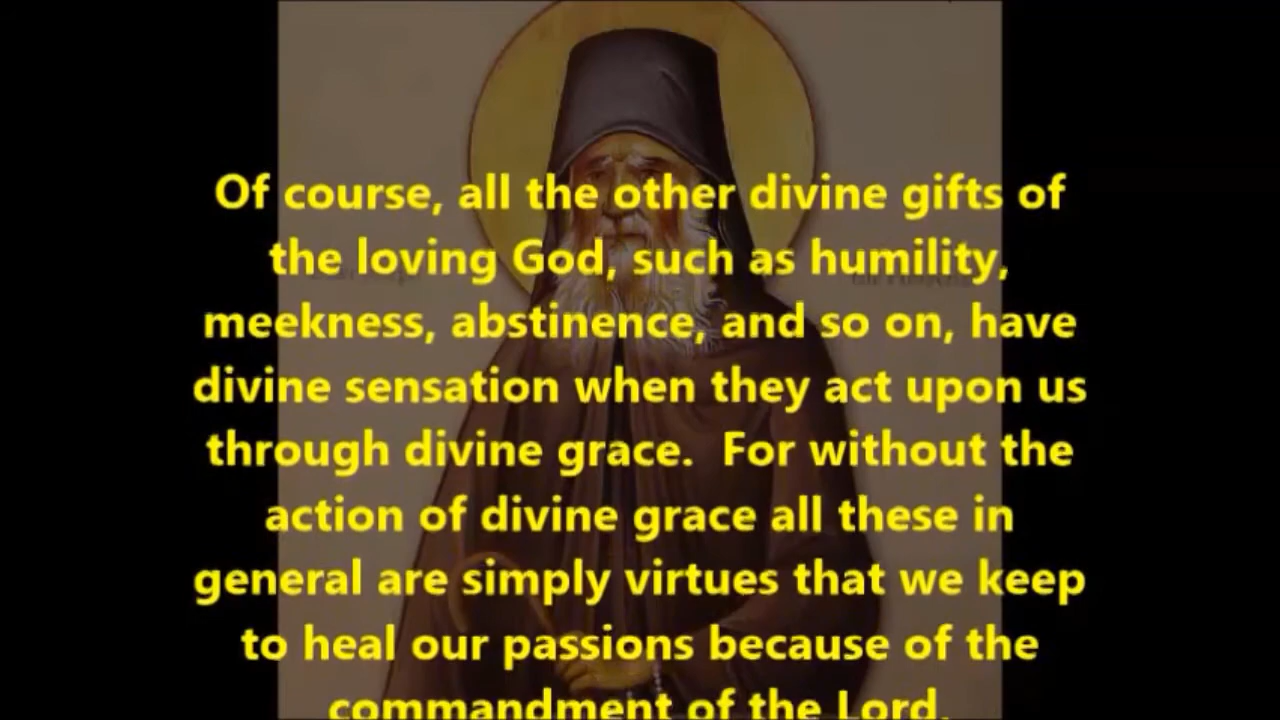 Of course, all the other divine gifts of
the loving God, such as humility,
meekness, abstinence, and so on, have
divine sensation when they act upon us
through divine grace.  For without the
action of divine grace all these in
general are simply virtues that we keep
to heal our passions because of the
commandment of the Lord.